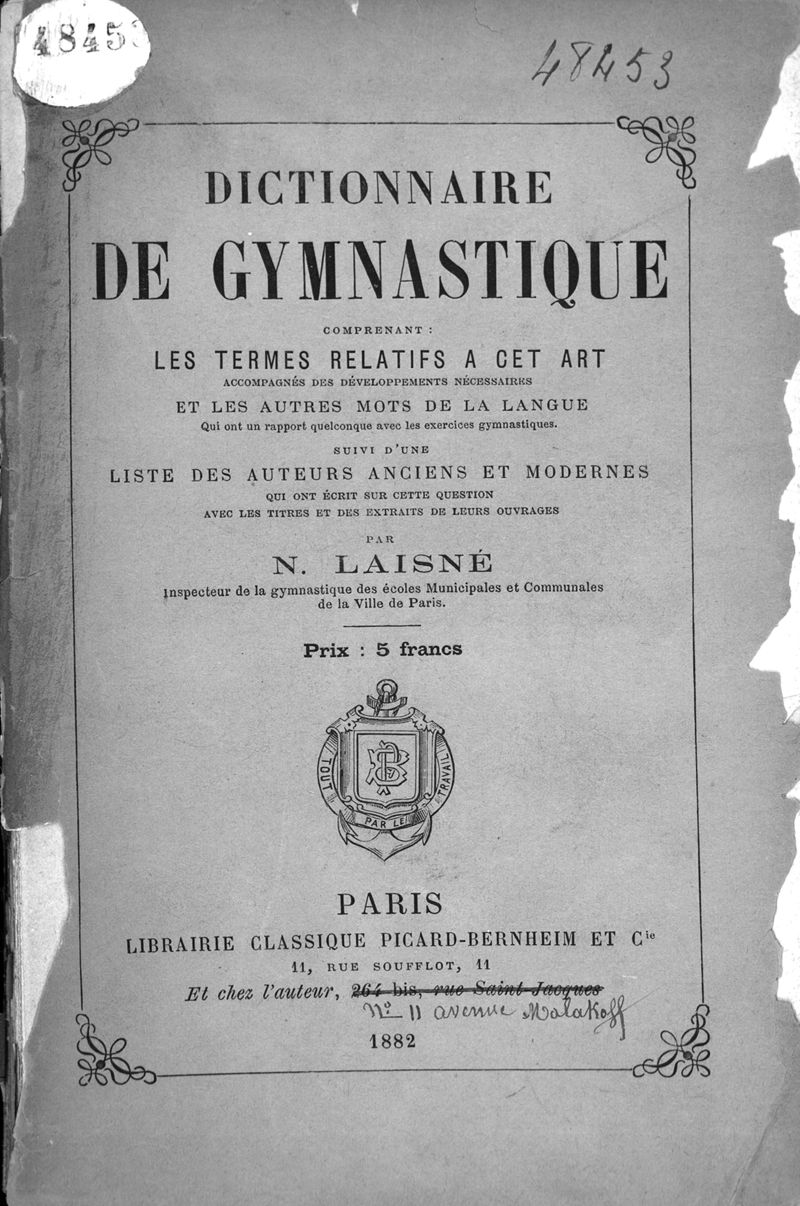 48453
48453
DICTIONNAIRE
DE GYMNASTIQUE
COMPRENANT :
LES TERMES RELATIFS A CET ART
ACCOMPAGNÉS DES DÉVELOPPEMENTS NÉCESSAIRES
ET LES AUTRES MOTS DE LA LANGUE
Qui ont un rapport quelconque avec les exercices gymnastiques.
SUIVI D'UNE
LISTE DES AUTEURS ANCIENS ET MODERNES
QUI ONT ÉCRIT SUR CETTE QUESTION
AVEC LES TITRES ET DES EXTRAITS DE LEURS OUVRAGES
PAR
N. LAISNÉ
Inspecteur de la gymnastique des écoles Municipales et Communales
de la Ville de Paris.
Prix : 5 francs
TOUT PAR LE TRAVAIL
PARIS
LIBRAIRIE CLASSIQUE PICARD-BERNHEIM ET Cie
11, RUE SOUFFLOT, 11
Et chez l'auteur, 264 bis, rue Saint-Jacques
No 11 avenue Malakoff
1882